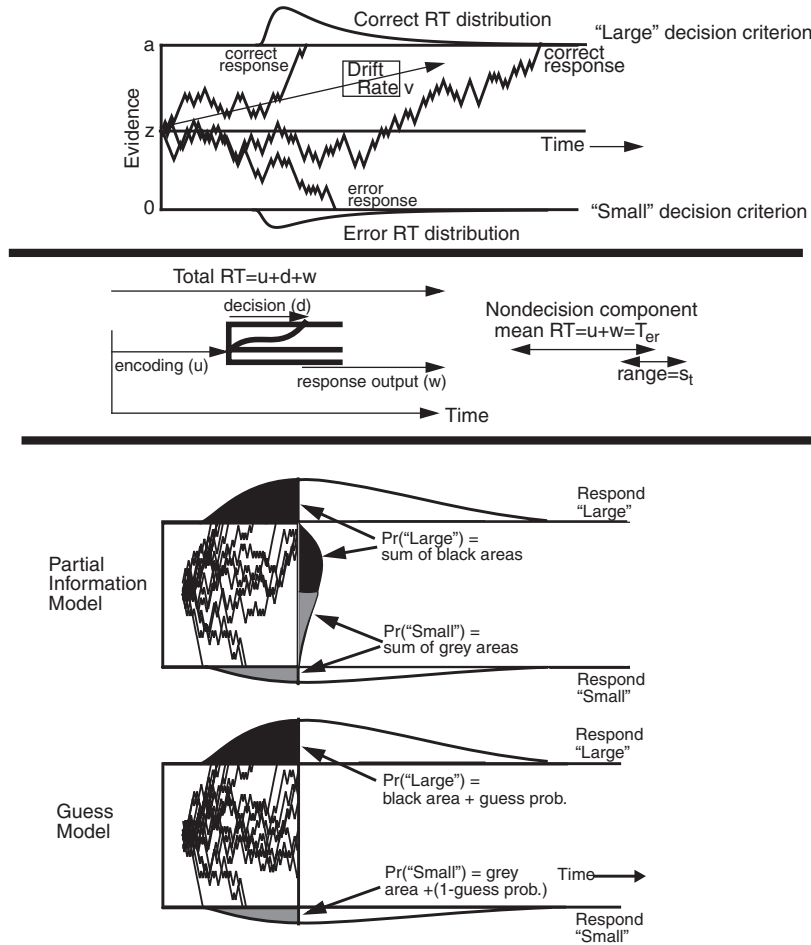 Correct RT distribution
“Large” decision criterion
a
correct
response
Drift
Rate v
correct
response
Evidence
z
Time
error
response
0
“Small” decision criterion
Error RT distribution
Total RT=u+d+w
decision (d)
encoding (u)
response output (w)
Time
Nondecision component
mean RT=u+w=Ter
range=st
Respond
“Large”
Pr(“Large”) =
sum of black areas
Partial
Information
Model
Pr(“Small”) =
sum of grey areas
Respond
“Small”
Respond
“Large”
Pr(“Large”) =
black area + guess prob.
Guess
Model
Pr(“Small”) = grey
area +(1-guess prob.)
Time
Respond
“Small”